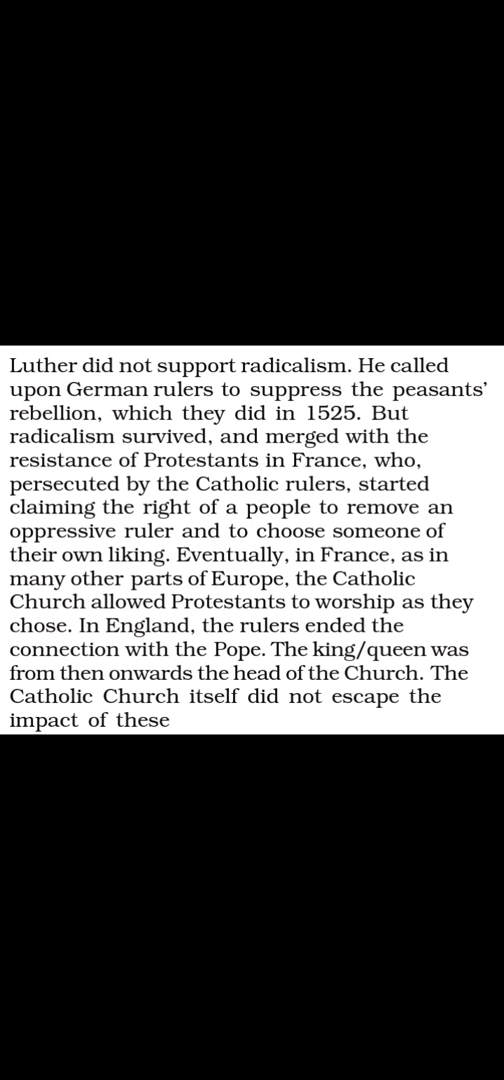 Luther did not support radicalism. He called
upon German rulers to suppress the peasants’
rebellion, which they did in 1525. But
radicalism survived, and merged with the
resistance of Protestants in France, who,
persecuted by the Catholic rulers, started
claiming the right of a people to remove an
oppressive ruler and to choose someone of
their own liking. Eventually, in France, as in
many other parts of Europe, the Catholic
Church allowed Protestants to worship as they
chose. In England, the rulers ended the
connection with the Pope. The king/queen was
from then onwards the head of the Church. The
Catholic Church itself did not escape the
impact of these